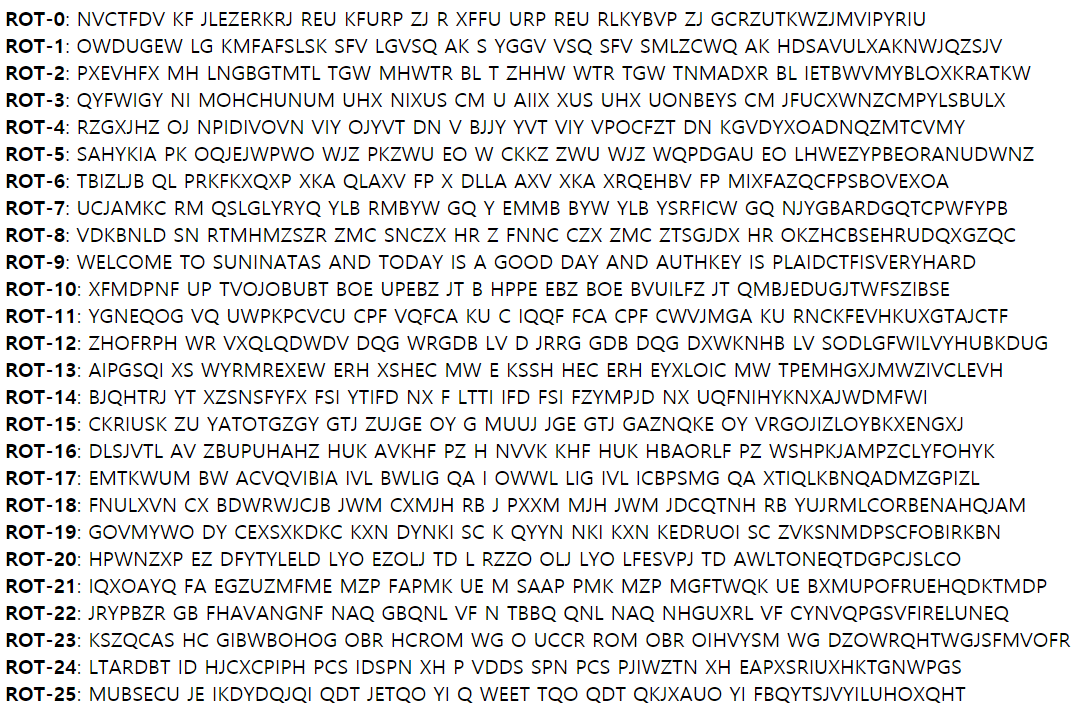 ROT-0: NVCTFDV KF JLEZERKRJ REU KFURP ZJ R XFFU URP REU RLKYBVP ZJ GCRZUTKWZJMVIPYRIU
ROT-1: OWDUGEW LG KMFAFSLSK SFV LGVSQ AK S YGGV VSQ SFV SMLZCWQ AK HDSAVULXAKNWJQZSJV
ROT-2: PXEVHFX MH LNGBGTMTL TGW MHWTR BL T ZHHW WTR TGW TNMADXR BL IETBWVMYBLOXKRATKW
ROT-3: QYFWIGY NI MOHCHUNUM UHX NIXUS CM U AIIX XUS UHX UONBEYS CM JFUCXWNZCMPYLSBULX
ROT-4: RZGXJHZ OJ NPIDIVOVN VIY OJYVT DN V BJJY YVT VIY VPOCFZT DN KGVDYXOADNQZMTCVMY
ROT-5: SAHYKIA PK OQJEJWPWO WJZ PKZWU EO W CKKZ ZWU WJZ WQPDGAU EO LHWEZYPBEORANUDWNZ
ROT-6: TBIZLJB QL PRKFKXQXP XKA QLAXV FP X DLLA AXV XKA XRQEHBV FP MIXFAZQCFPSBOVEXOA
ROT-7: UCJAMKC RM QSLGLYRYQ YLB RMBYW GQ Y EMMB BYW YLB YSRFICW GQ NJYGBARDGQTCPWFYPB
ROT-8: VDKBNLD SN RTMHMZSZR ZMC SNCZX HR Z FNNC CZX ZMC ZTSGJDX HR OKZHCBSEHRUDQXGZQC
ROT-9: WELCOME TO SUNINATAS AND TODAY IS A GOOD DAY AND AUTHKEY IS PLAIDCTFISVERYHARD
ROT-10: XFMDPNF UP TVOJOBUBT BOE UPEBZ JT B HPPE EBZ BOE BVUILFZ JT QMBJEDUGJTWFSZIBSE
ROT-11: YGNEQOG VQ UWPKPCVCU CPF VQFCA KU C IQQF FCA CPF CWVJMGA KU RNCKFEVHKUXGTAJCTF
ROT-12: ZHOFRPH WR VXQLQDWDV DQG WRGDB LV D JRRG GDB DQG DXWKNHB LV SODLGFWILVYHUBKDUG
ROT-13: AIPGSQI XS WYRMREXEW ERH XSHEC MW E KSSH HEC ERH EYXLOIC MW TPEMHGXJMWZIVCLEVH
ROT-14: BJQHTRJ YT XZSNSFYFX FSI YTIFD NX F LTTI IFD FSI FZYMPJD NX UQFNIHYKNXAJWDMFWI
ROT-15: CKRIUSK ZU YATOTGZGY GTJ ZUJGE OY G MUUJ JGE GTJ GAZNQKE OY VRGOJIZLOYBKXENGXJ
ROT-16: DLSJVTL AV ZBUPUHAHZ HUK AVKHF PZ H NVVK KHF HUK HBAORLF PZ WSHPKJAMPZCLYFOHYK
ROT-17: EMTKWUM BW ACVQVIBIA IVL BWLIG QA I OWWL LIG IVL ICBPSMG QA XTIQLKBNQADMZGPIZL
ROT-18: FNULXVN CX BDWRWJCJB JWM CXMJH RB J PXXM MJH JWM JDCQTNH RB YUJRMLCORBENAHQJAM
ROT-19: GOVMYWO DY CEXSXKDKC KXN DYNKI SC K QYYN NKI KXN KEDRUOI SC ZVKSNMDPSCFOBIRKBN
ROT-20: HPWNZXP EZ DFYTYLELD LYO EZOLJ TD L RZZO OLJ LYO LFESVPJ TD AWLTONEQTDGPCJSLCO
ROT-21: IQXOAYQ FA EGZUZMFME MZP FAPMK UE M SAAP PMK MZP MGFTWQK UE BXMUPOFRUEHQDKTMDP
ROT-22: JRYPBZR GB FHAVANGNF NAQ GBQNL VF N TBBQ QNL NAQ NHGUXRL VF CYNVQPGSVFIRELUNEQ
ROT-23: KSZQCAS HC GIBWBOHOG OBR HCROM WG O UCCR ROM OBR OIHVYSM WG DZOWRQHTWGJSFMVOFR
ROT-24: LTARDBT ID HJCXCPIPH PCS IDSPN XH P VDDS SPN PCS PJIWZTN XH EAPXSRIUXHKTGNWPGS
ROT-25: MUBSECU JE IKDYDQJQI QDT JETQO YI Q WEET TQO QDT QKJXAUO YI FBQYTSJVYILUHOXQHT